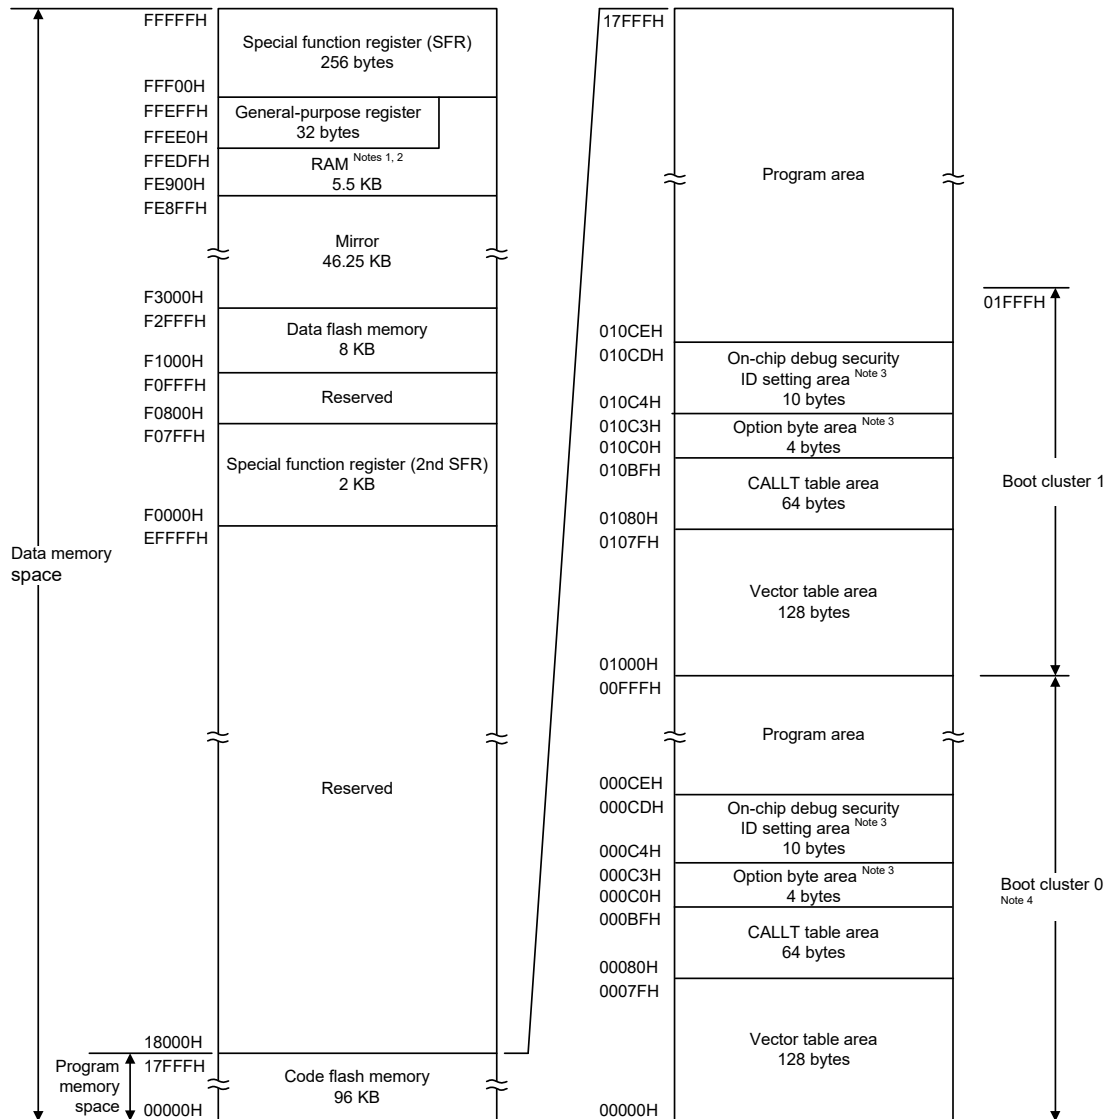 FFFFFH
Special function register (SFR)
256 bytes
FFF00H
FFEFFH
General-purpose register
32 bytes
FFEE0H
FFEDFH
RAM Notes 1, 2
5.5 KB
FE900H
FE8FFH
Mirror
46.25 KB
F3000H
F2FFFH
Data flash memory
8 KB
F1000H
F0FFFH
Reserved
F0800H
F07FFH
Special function register (2nd SFR)
2 KB
F0000H
EFFFFH
Data memory
space
Reserved
18000H
17FFFH
Program
memory
space
Code flash memory
96 KB
00000H
17FFFH
Program area
01FFFH
010CEH
010CDH
On-chip debug security
ID setting area Note 3
10 bytes
010C4H
010C3H
Option byte area Note 3
4 bytes
010C0H
010BFH
CALLT table area
64 bytes
01080H
0107FH
Vector table area
128 bytes
01000H
Boot cluster 1
00FFFH
Program area
000CEH
000CDH
On-chip debug security
ID setting area Note 3
10 bytes
000C4H
000C3H
Option byte area Note 3
4 bytes
000C0H
000BFH
CALLT table area
64 bytes
00080H
0007FH
Vector table area
128 bytes
00000H
Boot cluster 0
Note 4